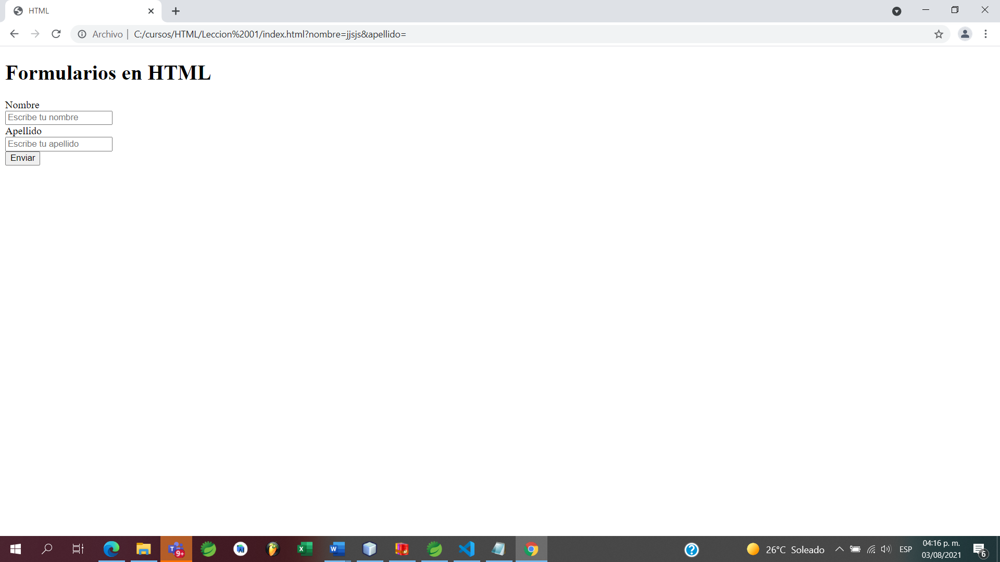 HTML
Archivo | C:/cursos/HTML/Leccion%2001/index.html?nombre=jjsjs&apellido=
Formularios en HTML
Nombre
Escribe tu nombre
Apellido
Escribe tu apellido
Enviar
9+
26°C Soleado
ESP
04:16 p. m.
03/08/2021
6